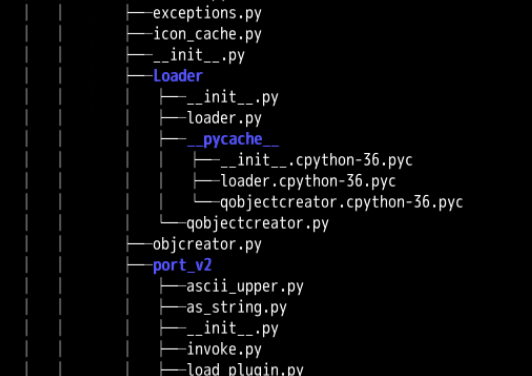 exceptions.py
icon_cache.py
__init__.py
Loader
__init__.py
loader.py
__pycache__
__init__.cpython-36.pyc
loader.cpython-36.pyc
qobjectcreator.cpython-36.pyc
qobjectcreator.py
objcreator.py
port_v2
ascii_upper.py
as_string.py
__init__.py
invoke.py
load_plugin.py